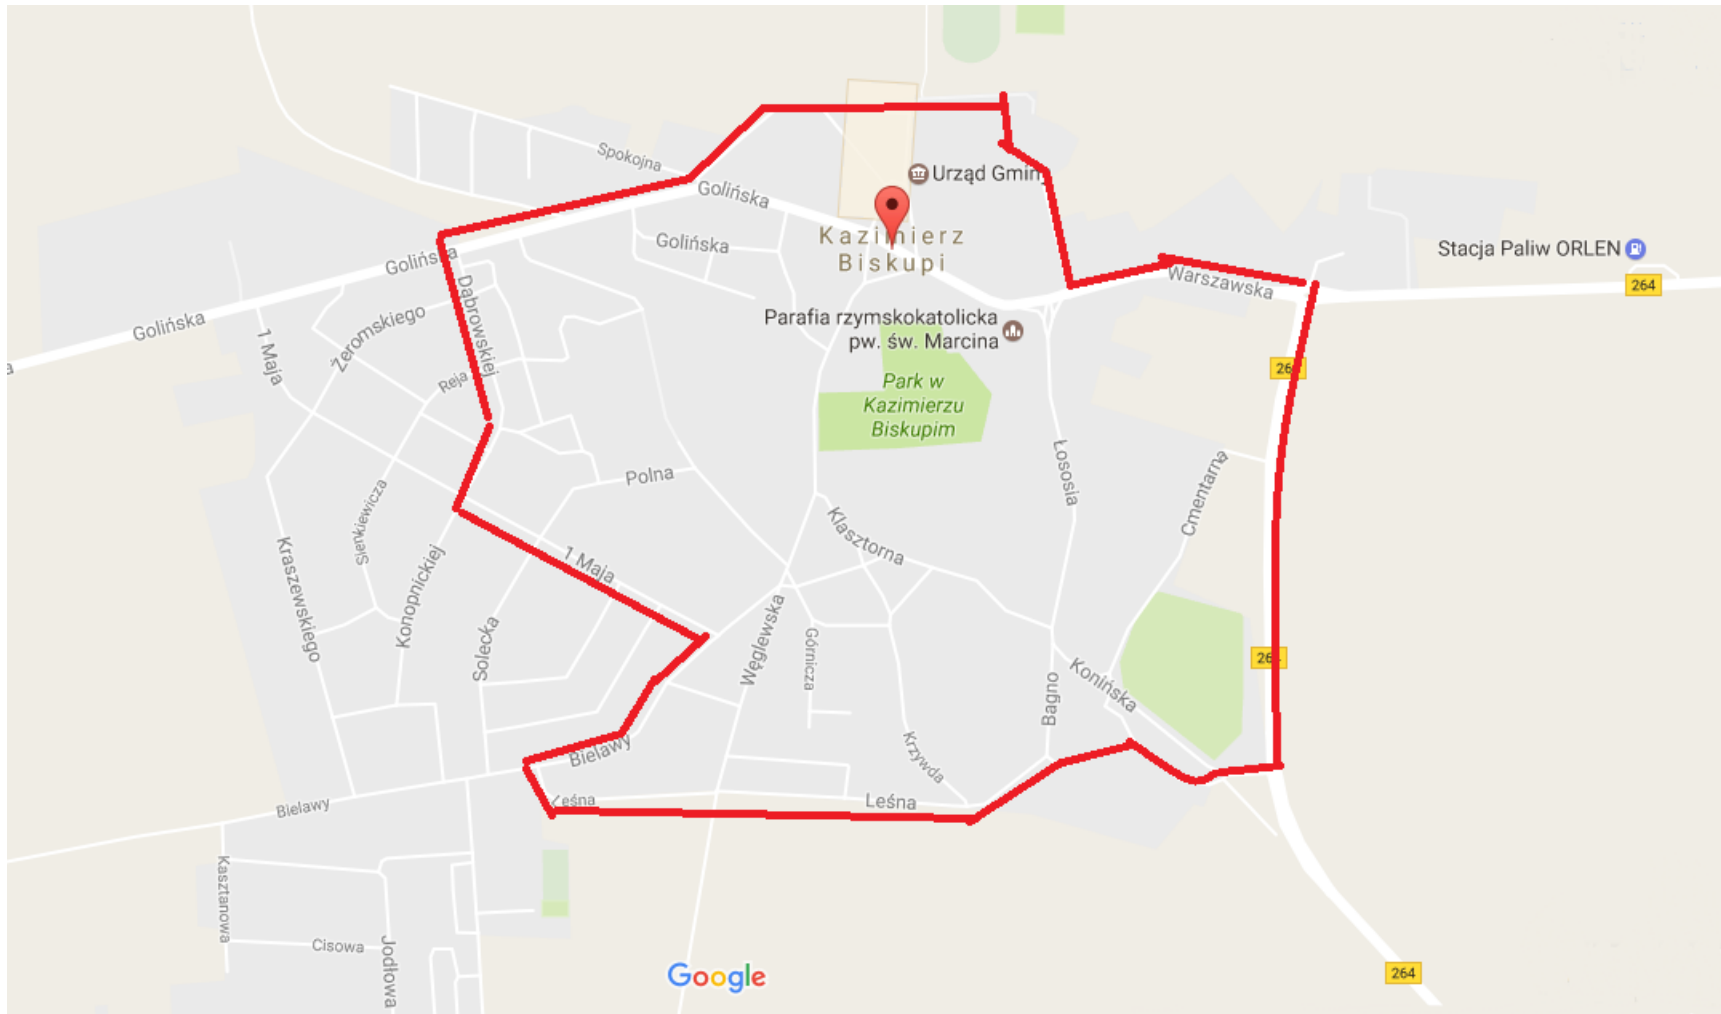 Spokojna
Urząd Gminy
Golińska
Kazimierz
Biskupi
Golińska
Stacja Paliw ORLEN
Golińska
Warszawska
264
Dąbrowskiej
Golińska
Parafia rzymskokatolicka
pw. św. Marcina
Żeromskiego
1 Maja
Reja
Park w
Kazimierzu
Biskupim
Polna
Łososia
Cmentarna
Sienkiewicza
Klasztorna
Kraszewskiego
Konopnickiej
1 Maja
Solecka
Węglewska
Górnicza
Konińska
264
Bagno
Bielawy
Krzywda
Leśna
Leśna
Bielawy
Kasztanowa
Cisowa
Jodłowa
Google
264